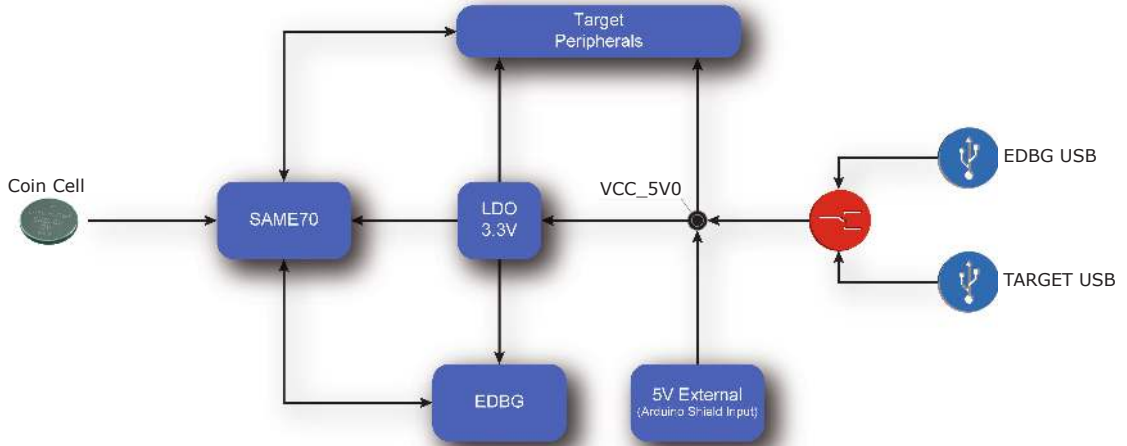 Target
Peripherals
EDBG USB
Coin Cell
VCC_5V0
SAME70
LDO
3.3V
TARGET USB
EDBG
5V External
(Arduino Shield Input)